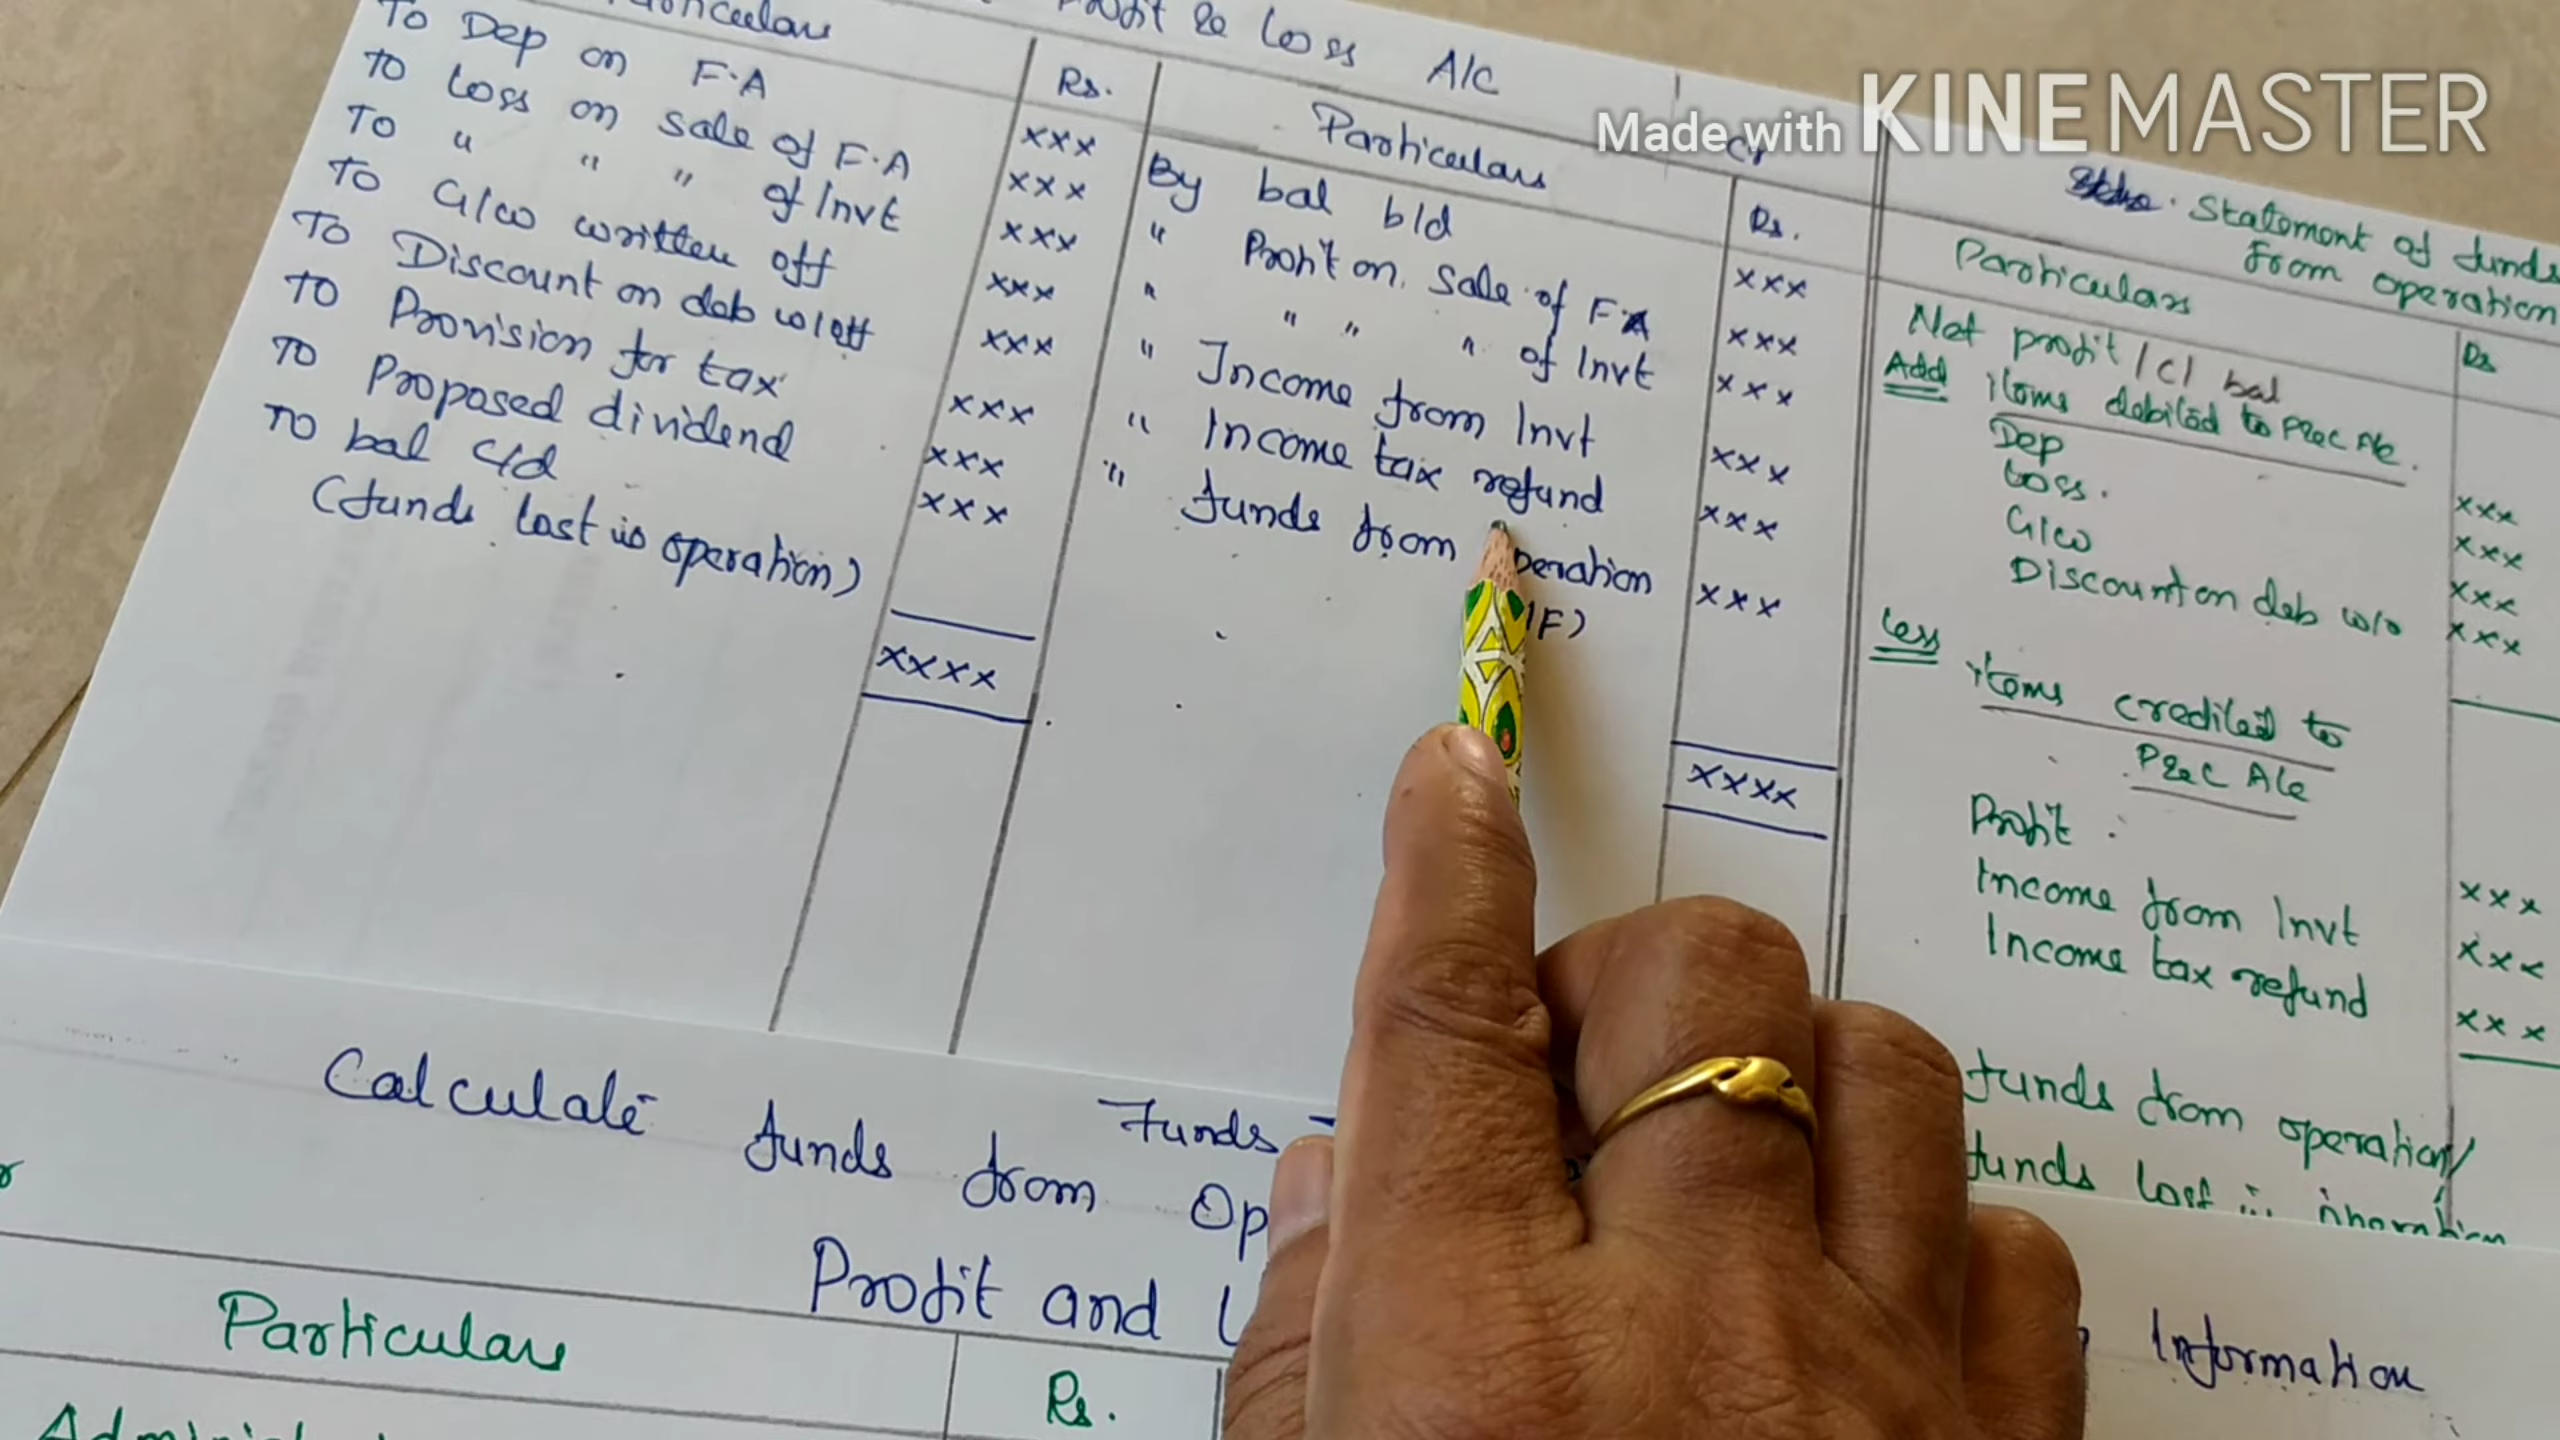 Profit & Loss A/C
Particulars
Rs.
To Dep on F.A xxx
To Loss on sale of F.A xxx
To " " " of Invt xxx
To G/w written off xxx
To Discount on deb w/off xxx
To Provision for tax xxx
To Proposed dividend xxx
To bal c/d xxx
(funds lost in operation)
xxxx
Particulars
Cr
Rs.
By bal b/d xxx
" Profit on sale of F.A xxx
" " " " of Invt xxx
" Income from Invt xxx
" Income tax refund xxx
" funds from operation xxx
xxxx
Made with KINEMASTER
Statement of funds
from operation
Particulars
Rs
Net profit / c/ bal
Add items debited to P&L A/c.
Dep xxx
Loss. xxx
G/w xxx
Discount on deb w/o xxx
Less items credited to
P&L A/c
Profit xxx
Income from Invt xxx
Income tax refund xxx
funds from operation/
funds lost in operation
Funds
Calculate funds from Op
Profit and L
Information
Particulars
Rs.